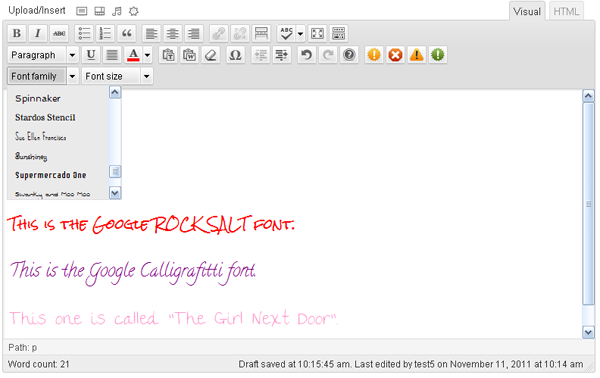 Upload/Insert Visual HTML
B I ABC ABC
Paragraph U A Ω
Font family Font size
Spinnaker
Stardos Stencil
Sue Ellen Francisco
Sunshiney
Supermercado One
Swanky and Moo Moo
This is the Google ROCK SALT font.
This is the Google Calligrafitti font.
This one is called "The Girl Next Door".
Path: p
Word count: 21 Draft saved at 10:15:45 am. Last edited by test5 on November 11, 2011 at 10:14 am